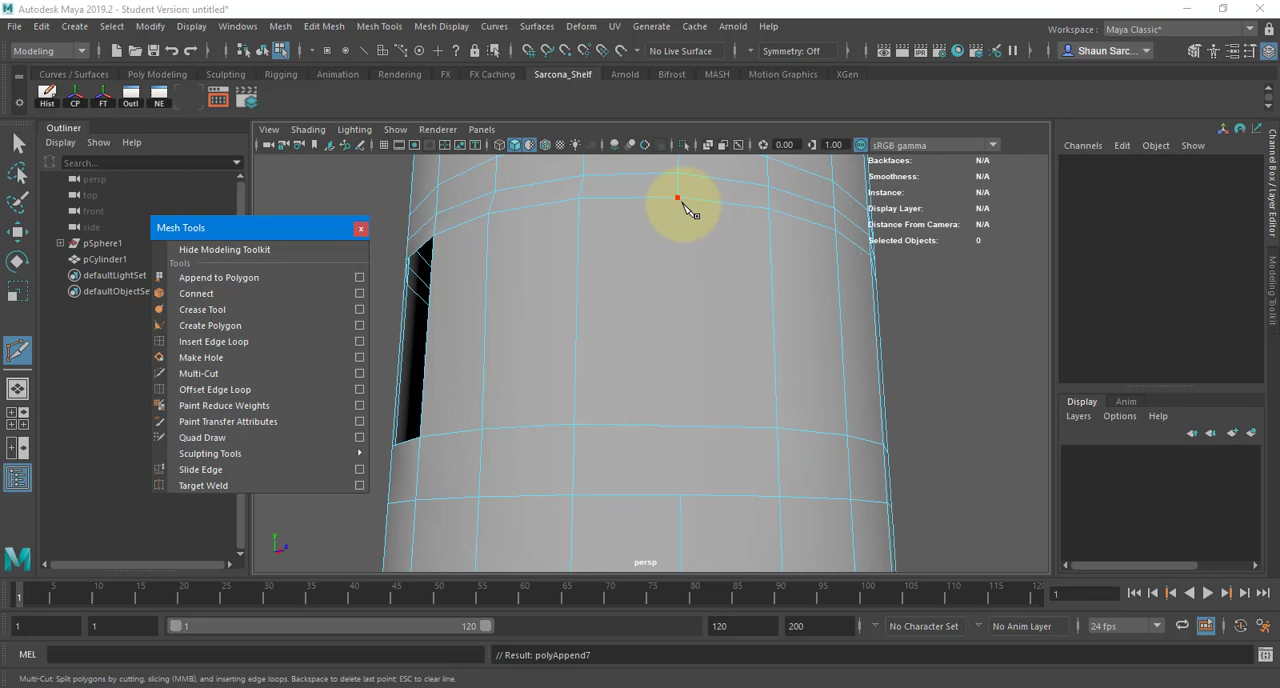 Autodesk Maya 2019.2 - Student Version: untitled*
File Edit Create Select Modify Display Windows Mesh Edit Mesh Mesh Tools Mesh Display Curves Surfaces Deform UV Generate Cache Arnold Help
Workspace : Maya Classic*
Modeling
No Live Surface
Symmetry: Off
Shaun Sarc...
Curves / Surfaces Poly Modeling Sculpting Rigging Animation Rendering FX FX Caching Sarcona_Shelf Arnold Bifrost MASH Motion Graphics XGen
Hist CP FT Outl NE
Outliner
Display Show Help
Search...
persp
top
front
side
pSphere1
pCylinder1
defaultLightSet
defaultObjectSe
Mesh Tools
Hide Modeling Toolkit
Tools
Append to Polygon
Connect
Crease Tool
Create Polygon
Insert Edge Loop
Make Hole
Multi-Cut
Offset Edge Loop
Paint Reduce Weights
Paint Transfer Attributes
Quad Draw
Sculpting Tools
Slide Edge
Target Weld
View Shading Lighting Show Renderer Panels
0.00 1.00 sRGB gamma
Backfaces: N/A
Smoothness: N/A
Instance: N/A
Display Layer: N/A
Distance From Camera: N/A
Selected Objects: 0
y
z
persp
Channels Edit Object Show
Channel Box / Layer Editor
Modeling Toolkit
Display Anim
Layers Options Help
5 10 15 20 25 30 35 40 45 50 55 60 65 70 75 80 85 90 95 100 105 110 115 120
1
1
1 1 1 120 120 200 No Character Set No Anim Layer 24 fps
MEL // Result: polyAppend7
Multi-Cut: Split polygons by cutting, slicing (MMB), and inserting edge loops. Backspace to delete last point; ESC to clear line.